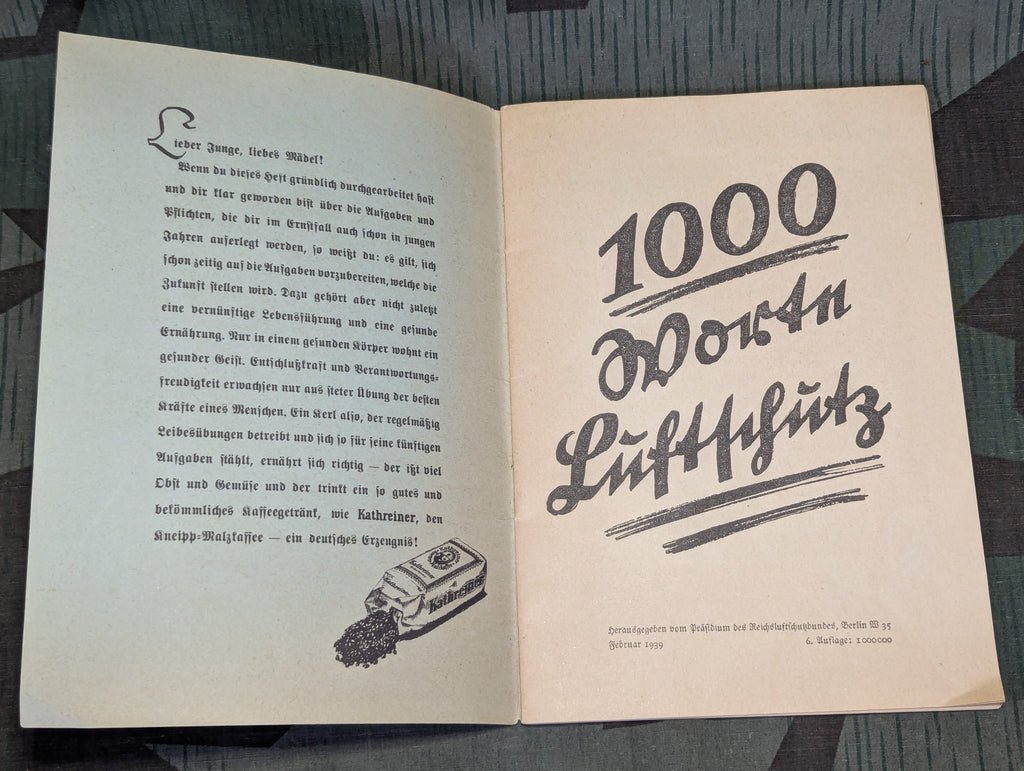 Lieber Junge, liebes Mädel!
Wenn du dieses Heft gründlich durchgearbeitet hast
und dir klar geworden bist über die Aufgaben und
Pflichten, die dir im Ernstfall auch schon in jungen
Jahren auferlegt werden, so weißt du: es gilt, sich
schon zeitig auf die Aufgaben vorzubereiten, welche die
Zukunft stellen wird. Dazu gehört aber nicht zuletzt
eine vernünftige Lebensführung und eine gesunde
Ernährung. Nur in einem gesunden Körper wohnt ein
gesunder Geist. Entschlußkraft und Verantwortungs-
freudigkeit erwachsen nur aus steter Übung der besten
Kräfte eines Menschen. Ein Kerl also, der regelmäßig
Leibesübungen betreibt und sich so für seine künftigen
Aufgaben stählt, ernährt sich richtig — der ißt viel
Obst und Gemüse und der trinkt ein so gutes und
bekömmliches Kaffeegetränk, wie Kathreiner, den
Kneipp-Malzkaffee — ein deutsches Erzeugnis!
Kathreiner
1000
Worte
Luftschutz
Herausgegeben vom Präsidium des Reichsluftschutzbundes, Berlin W 35
Februar 1939 6. Auflage: 1000000